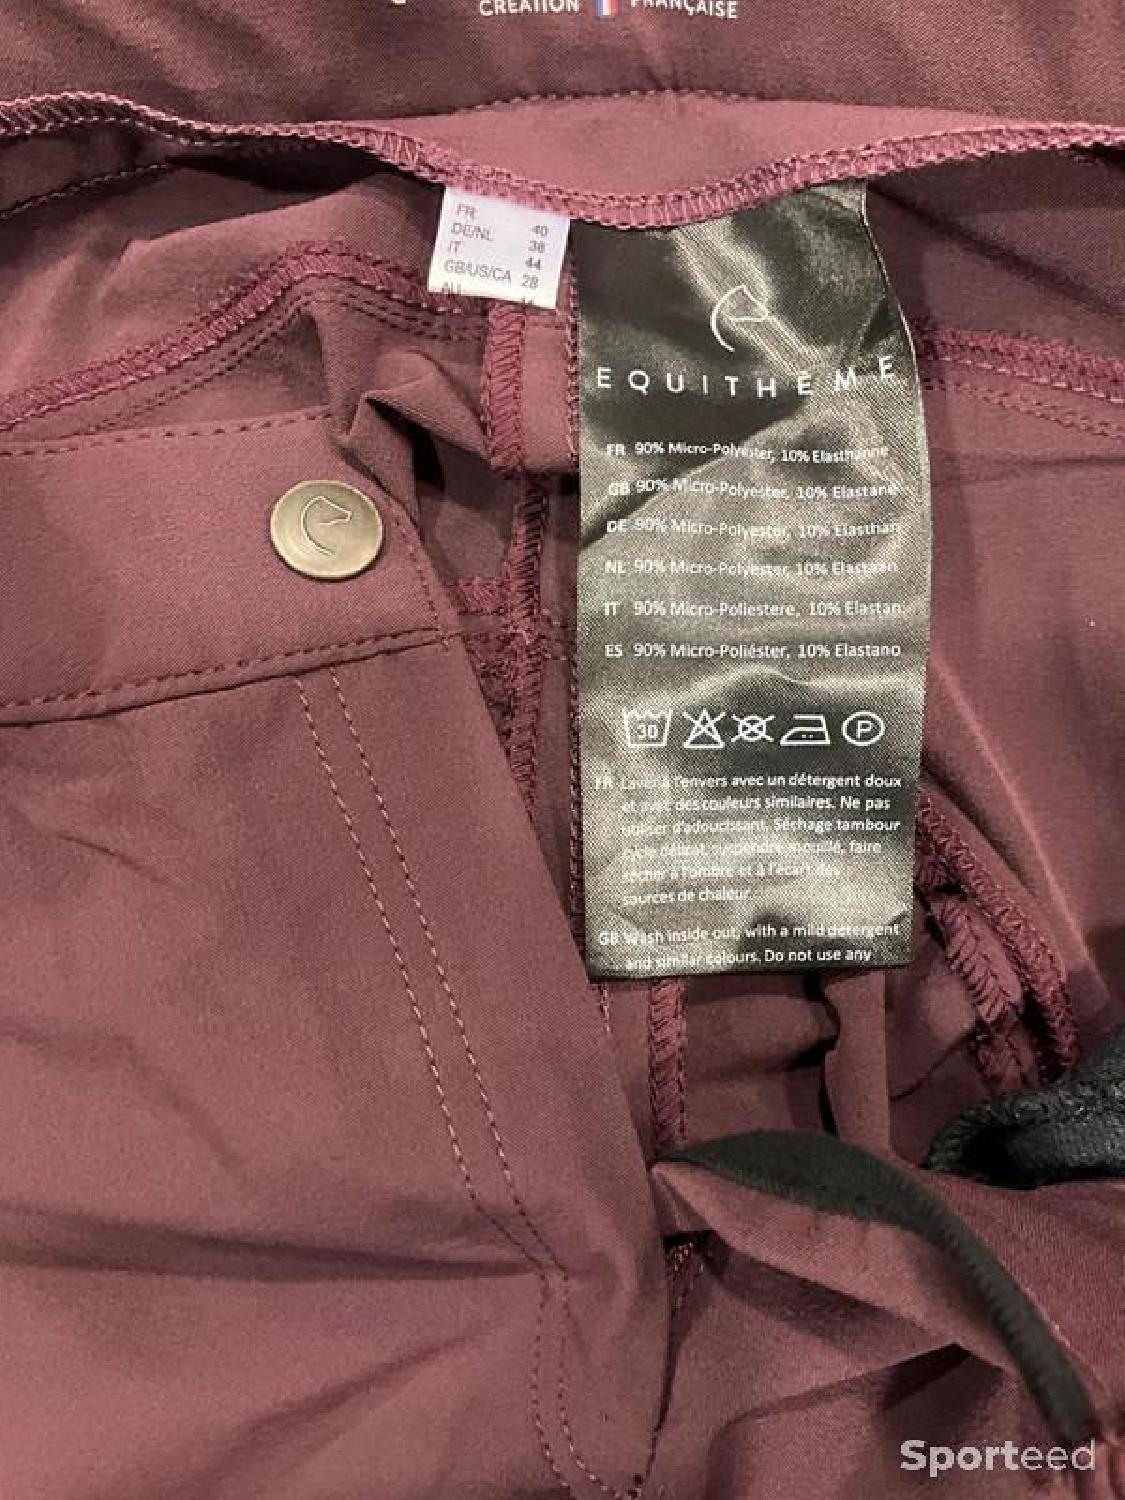 CRÉATION FRANÇAISE
FR 40
DE/NL 38
IT 44
GB/US/CA 28
AU
EQUITHÈME
FR 90% Micro-Polyester, 10% Elasthanne
GB 90% Micro-Polyester, 10% Elastane
DE 90% Micro-Polyester, 10% Elasthan
NL 90% Micro-Polyester, 10% Elastaan
IT 90% Micro-Poliestere, 10% Elastan
ES 90% Micro-Poliéster, 10% Elastano
30 P
FR Laver à l'envers avec un détergent doux
et avec des couleurs similaires. Ne pas
utiliser d'adoucissant. Séchage tambour
cycle délicat, suspendre mouillé, faire
sécher à l'ombre et à l'écart des
sources de chaleur.
GB Wash inside out, with a mild detergent
and similar colours. Do not use any
Sporteed